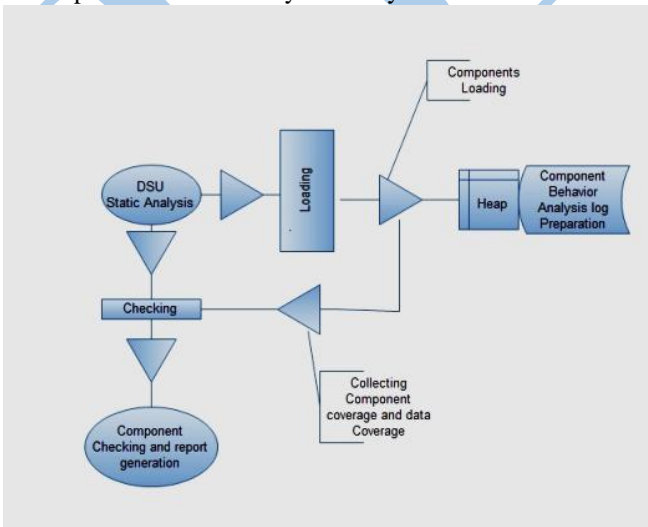 Components
Loading
DSU
Static Analysis
Loading
Heap
Component
Behavior
Analysis log
Preparation
Checking
Collecting
Component
coverage and data
Coverage
Component
Checking and report
generation